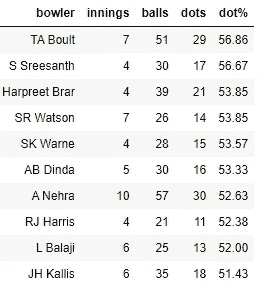 bowler innings balls dots dot%
TA Boult 7 51 29 56.86
S Sreesanth 4 30 17 56.67
Harpreet Brar 4 39 21 53.85
SR Watson 7 26 14 53.85
SK Warne 4 28 15 53.57
AB Dinda 5 30 16 53.33
A Nehra 10 57 30 52.63
RJ Harris 4 21 11 52.38
L Balaji 6 25 13 52.00
JH Kallis 6 35 18 51.43